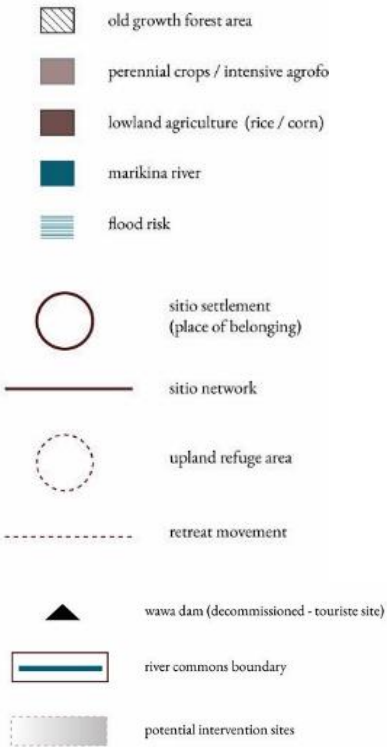 old growth forest area
perennial crops / intensive agrofo
lowland agriculture (rice / corn)
marikina river
flood risk
sitio settlement
(place of belonging)
sitio network
upland refuge area
retreat movement
wawa dam (decommissioned - touriste site)
river commons boundary
potential intervention sites